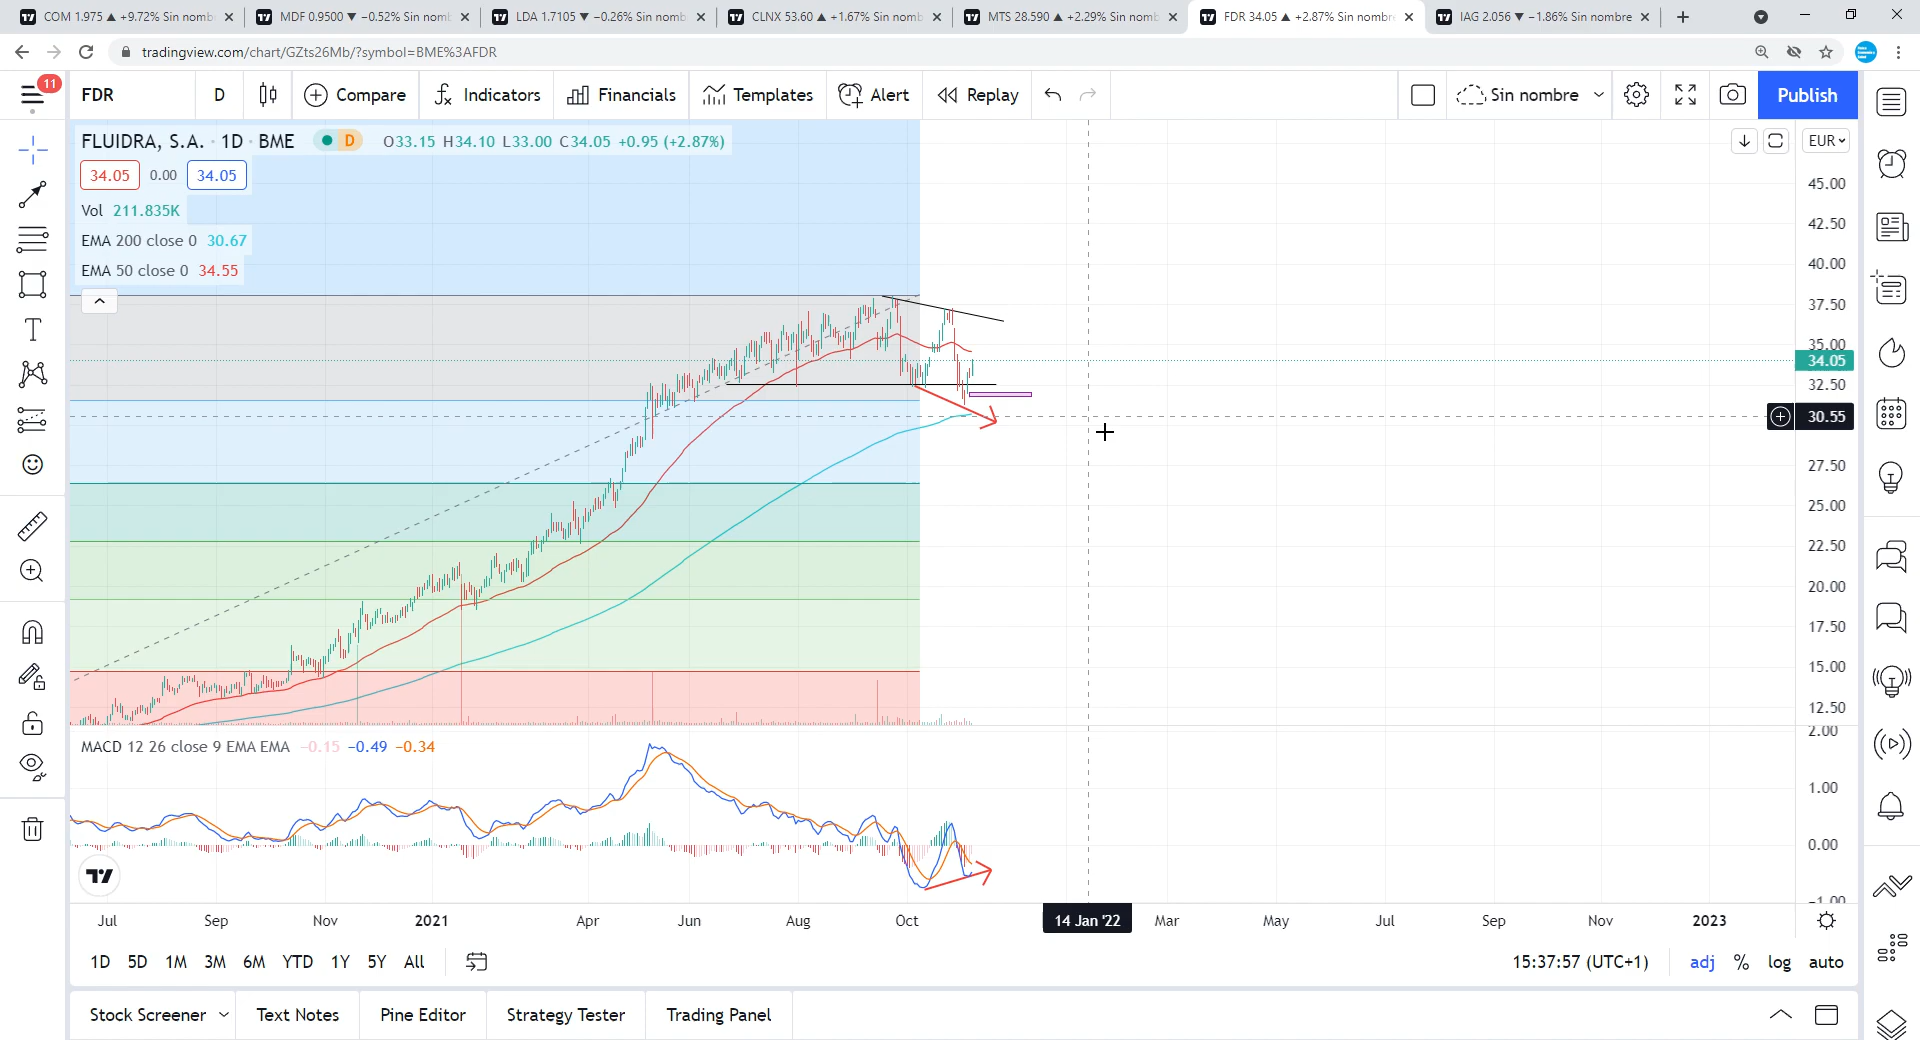 COM 1.975 ▲ +9.72% Sin nomb
MDF 0.9500 ▼ −0.52% Sin nomb
LDA 1.7105 ▼ −0.26% Sin nomb
CLNX 53.60 ▲ +1.67% Sin nomb
MTS 28.590 ▲ +2.29% Sin nomb
FDR 34.05 ▲ +2.87% Sin nombre
IAG 2.056 ▼ −1.86% Sin nombre
tradingview.com/chart/GZts26Mb/?symbol=BME%3AFDR
11
FDR
D
Compare
Indicators
Financials
Templates
Alert
Replay
Sin nombre
Publish
FLUIDRA, S.A. · 1D · BME
D
O33.15 H34.10 L33.00 C34.05 +0.95 (+2.87%)
EUR
34.05
0.00
34.05
Vol 211.835K
EMA 200 close 0 30.67
EMA 50 close 0 34.55
45.00
42.50
40.00
37.50
35.00
34.05
32.50
30.55
27.50
25.00
22.50
20.00
17.50
15.00
12.50
MACD 12 26 close 9 EMA EMA −0.15 −0.49 −0.34
2.00
1.00
0.00
−1.00
Jul
Sep
Nov
2021
Apr
Jun
Aug
Oct
14 Jan '22
Mar
May
Jul
Sep
Nov
2023
1D 5D 1M 3M 6M YTD 1Y 5Y All
15:37:57 (UTC+1)
adj
%
log
auto
Stock Screener
Text Notes
Pine Editor
Strategy Tester
Trading Panel